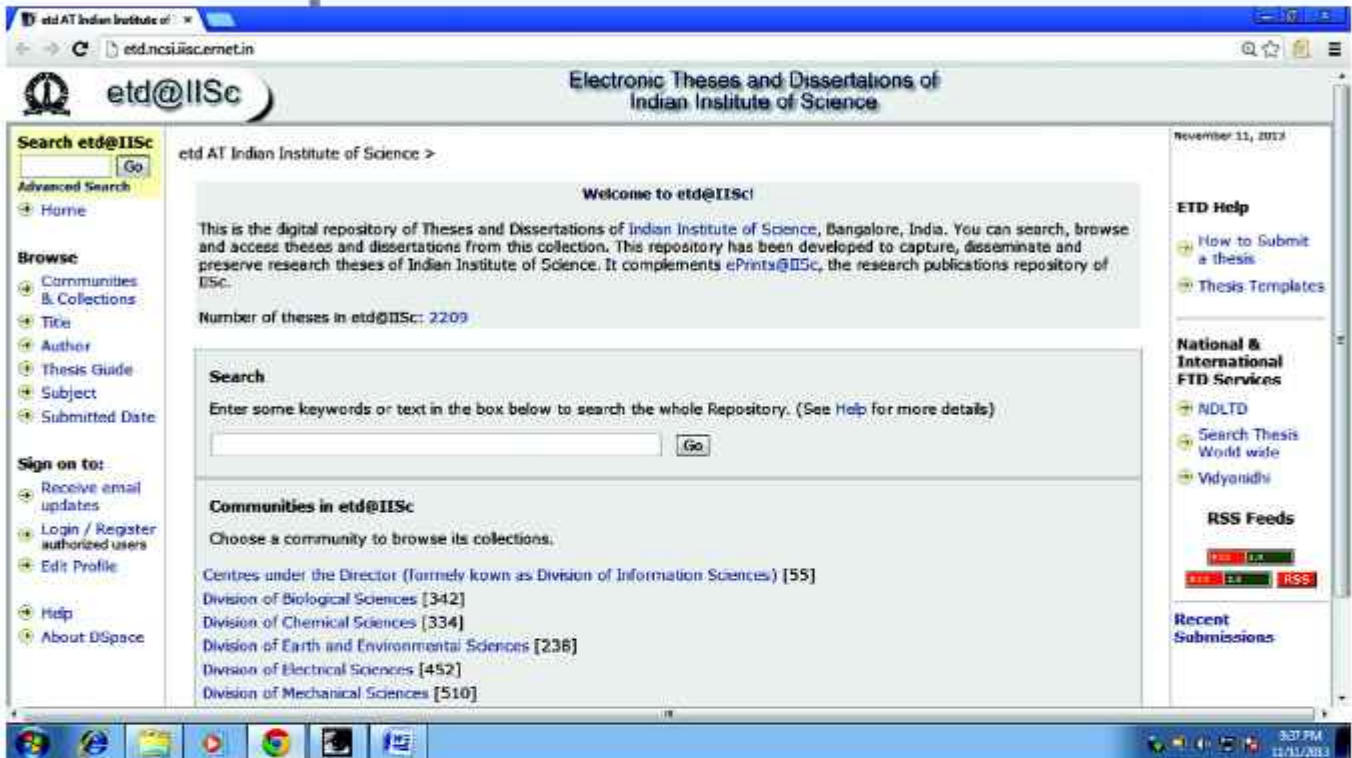 etd AT Indian Institute of
etd.ncsi.iisc.ernet.in
etd@IISc
Electronic Theses and Dissertations of
Indian Institute of Science
Search etd@IISc
Go
Advanced Search
Home
Browse
Communities
& Collections
Title
Author
Thesis Guide
Subject
Submitted Date
Sign on to:
Receive email
updates
Login / Register
authorized users
Edit Profile
Help
About DSpace
etd AT Indian Institute of Science >
Welcome to etd@IISc!
This is the digital repository of Theses and Dissertations of Indian Institute of Science, Bangalore, India. You can search, browse
and access theses and dissertations from this collection. This repository has been developed to capture, disseminate and
preserve research theses of Indian Institute of Science. It complements ePrints@IISc, the research publications repository of
IISc.
Number of theses in etd@IISc: 2209
Search
Enter some keywords or text in the box below to search the whole Repository. (See Help for more details)
Go
Communities in etd@IISc
Choose a community to browse its collections.
Centres under the Director (formely kown as Division of Information Sciences) [55]
Division of Biological Sciences [342]
Division of Chemical Sciences [334]
Division of Earth and Environmental Sciences [238]
Division of Electrical Sciences [452]
Division of Mechanical Sciences [510]
November 11, 2013
ETD Help
How to Submit
a thesis
Thesis Templates
National &
International
ETD Services
NDLTD
Search Thesis
World wide
Vidyanidhi
RSS Feeds
RSS
Recent
Submissions
9:37 PM
11/11/2013